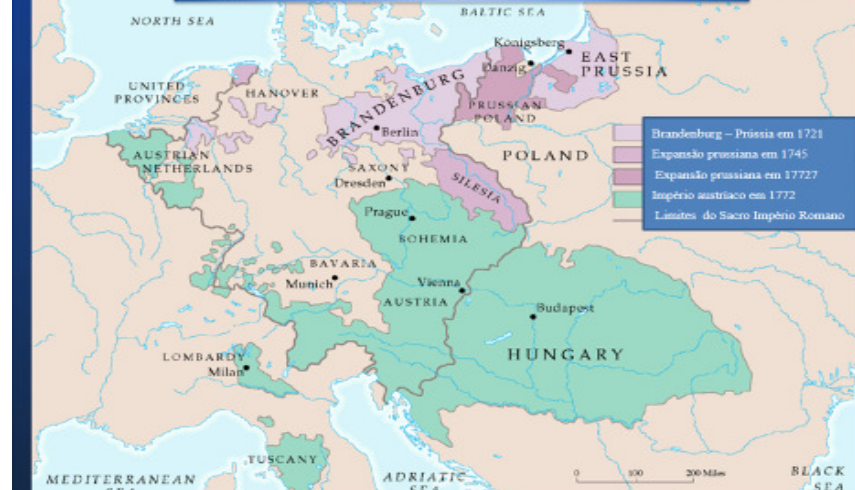 NORTH SEA
BALTIC SEA
Königsberg
EAST
PRUSSIA
Danzig
UNITED
PROVINCES
HANOVER
BRANDENBURG
PRUSSIAN
POLAND
Berlin
Brandenburg – Prússia em 1721
Expansão prussiana em 1745
Expansão prussiana em 17727
Império austríaco em 1772
Limites do Sacro Império Romano
AUSTRIAN
NETHERLANDS
POLAND
SAXONY
Dresden
SILESIA
Prague
BOHEMIA
BAVARIA
Munich
Vienna
AUSTRIA
Budapest
HUNGARY
LOMBARDY
Milan
TUSCANY
MEDITERRANEAN
SEA
ADRIATIC
SEA
0 100 200 Miles
BLACK
SEA